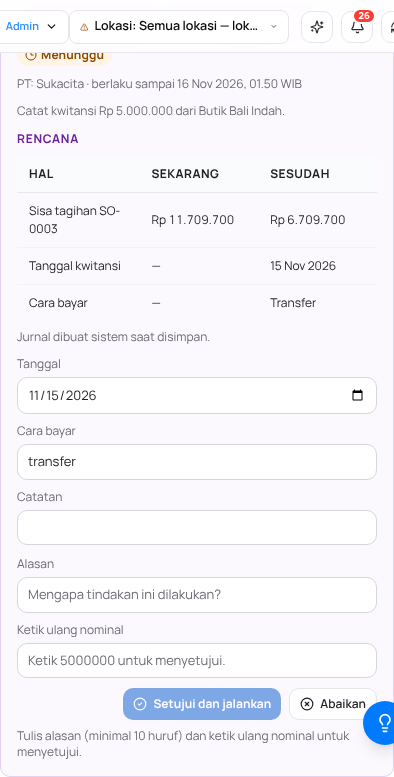 Admin
Lokasi: Semua lokasi — lok...
26
Menunggu
PT: Sukacita · berlaku sampai 16 Nov 2026, 01.50 WIB
Catat kwitansi Rp 5.000.000 dari Butik Bali Indah.
RENCANA
HAL SEKARANG SESUDAH
Sisa tagihan SO-
0003 Rp 11.709.700 Rp 6.709.700
Tanggal kwitansi — 15 Nov 2026
Cara bayar — Transfer
Jurnal dibuat sistem saat disimpan.
Tanggal
11/15/2026
Cara bayar
transfer
Catatan
Alasan
Mengapa tindakan ini dilakukan?
Ketik ulang nominal
Ketik 5000000 untuk menyetujui.
Setujui dan jalankan Abaikan
Tulis alasan (minimal 10 huruf) dan ketik ulang nominal untuk
menyetujui.